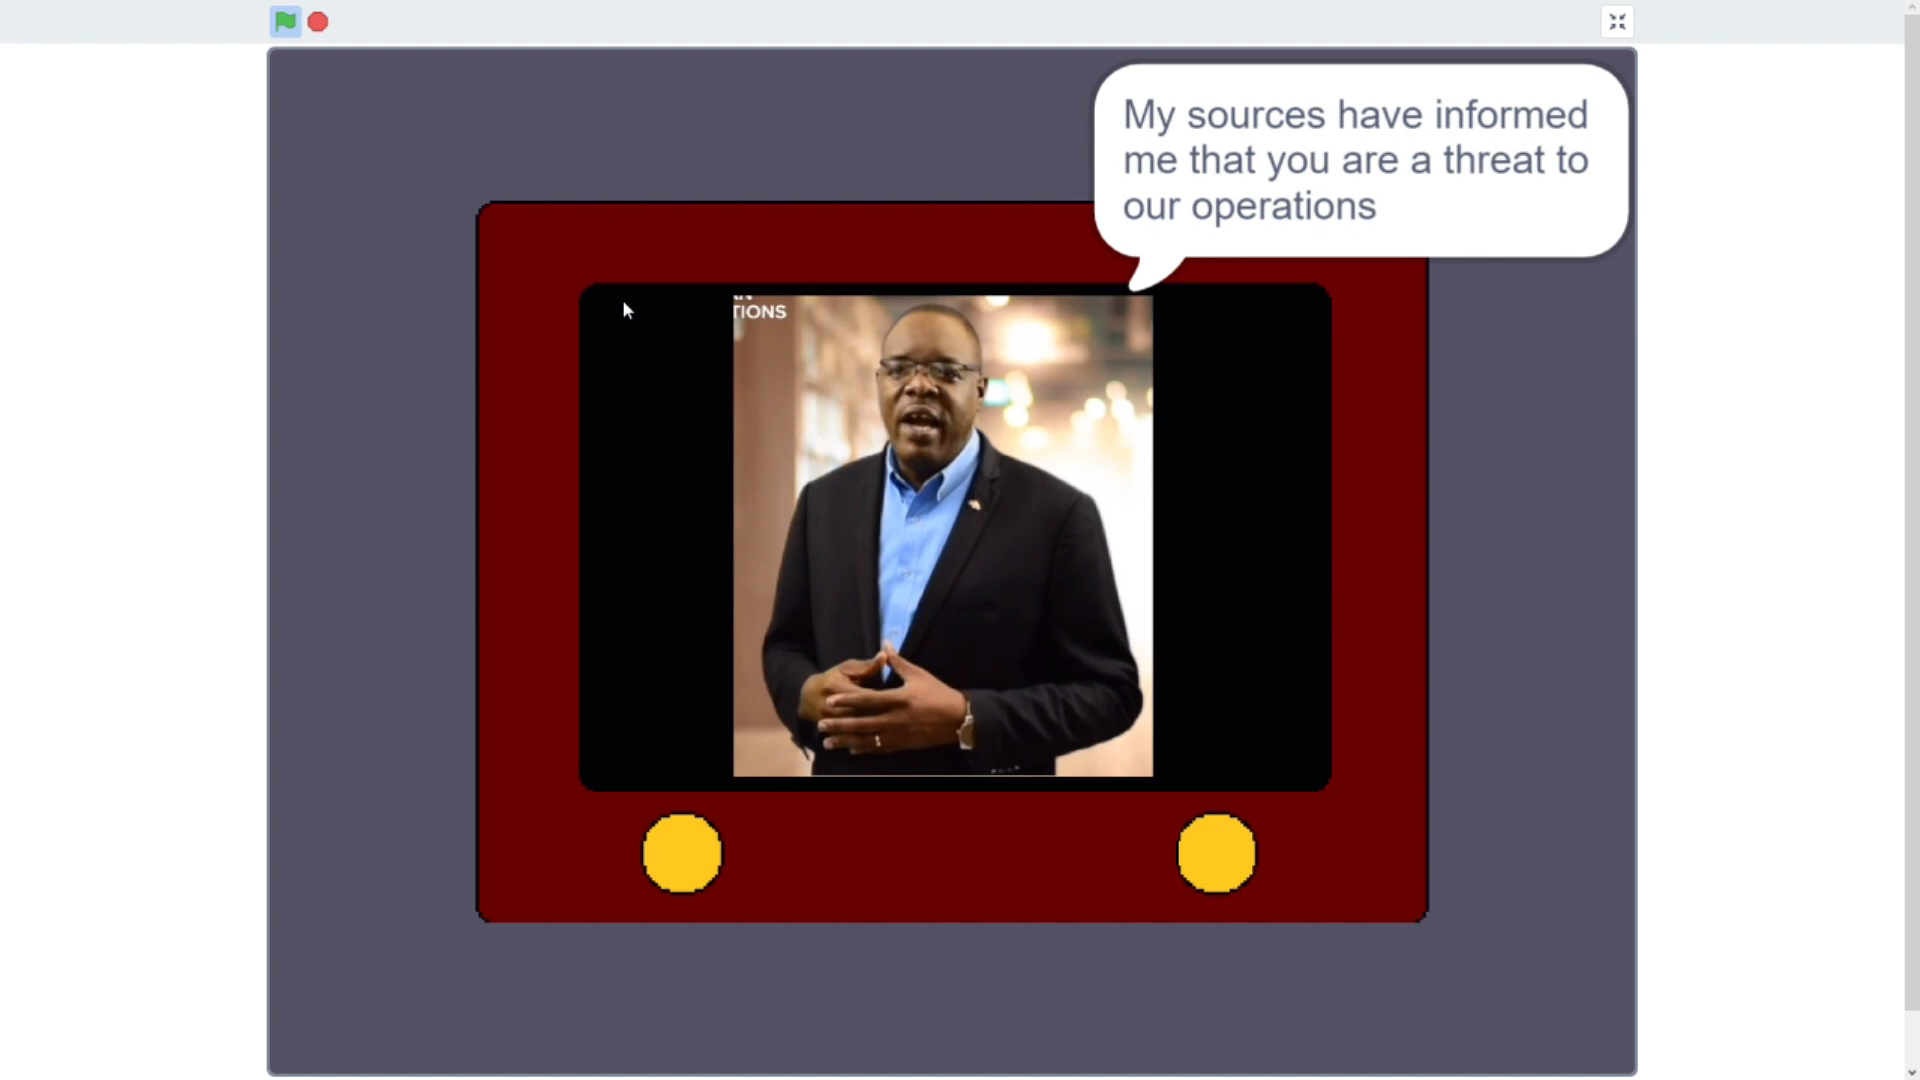 My sources have informed
me that you are a threat to
our operations
TIONS